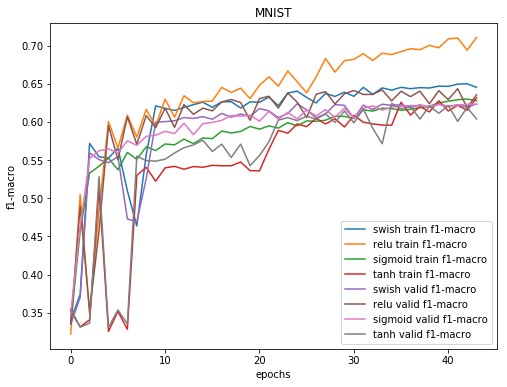 MNIST
f1-macro
0.70
0.65
0.60
0.55
0.50
0.45
0.40
0.35
swish train f1-macro
relu train f1-macro
sigmoid train f1-macro
tanh train f1-macro
swish valid f1-macro
relu valid f1-macro
sigmoid valid f1-macro
tanh valid f1-macro
0 10 20 30 40
epochs